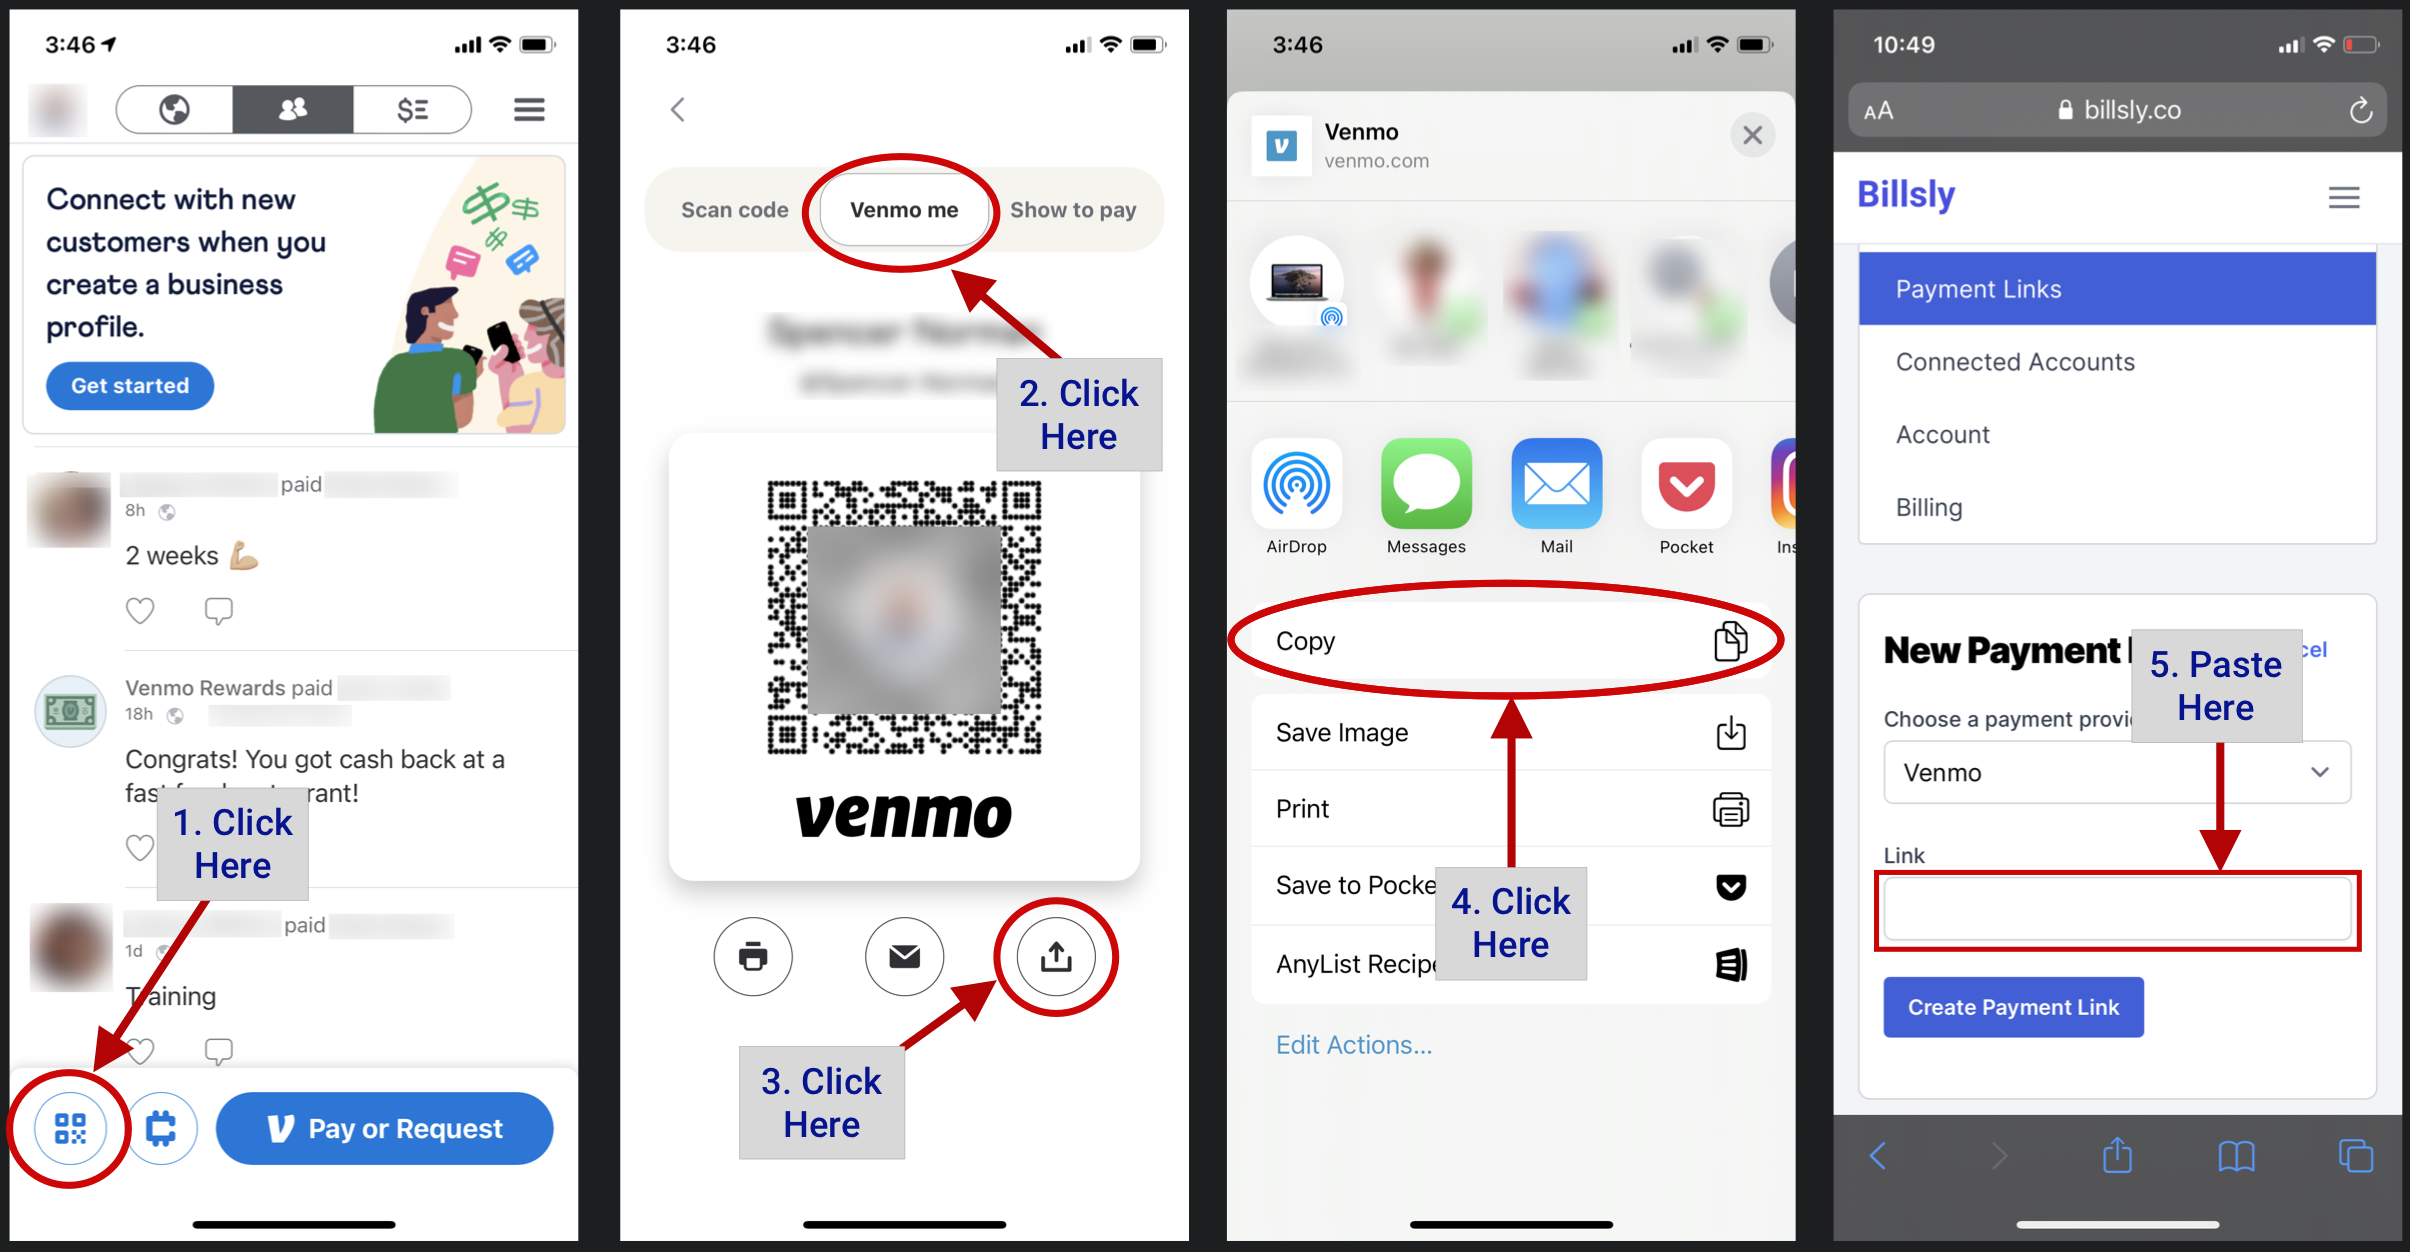 3:46
Connect with new
customers when you
create a business
profile.
Get started
paid
8h
2 weeks
Venmo Rewards paid
18h
Congrats! You got cash back at a
rant!
1. Click
Here
paid
1d
Training
Pay or Request
3:46
Scan code
Venmo me
Show to pay
2. Click
Here
venmo
3. Click
Here
3:46
Venmo
venmo.com
AirDrop
Messages
Mail
Pocket
Ins
Copy
Save Image
Print
Save to Pocke
4. Click
Here
AnyList Recipe
Edit Actions...
10:49
AA
billsly.co
Billsly
Payment Links
Connected Accounts
Account
Billing
New Payment
cel
5. Paste
Here
Choose a payment provi
Venmo
Link
Create Payment Link